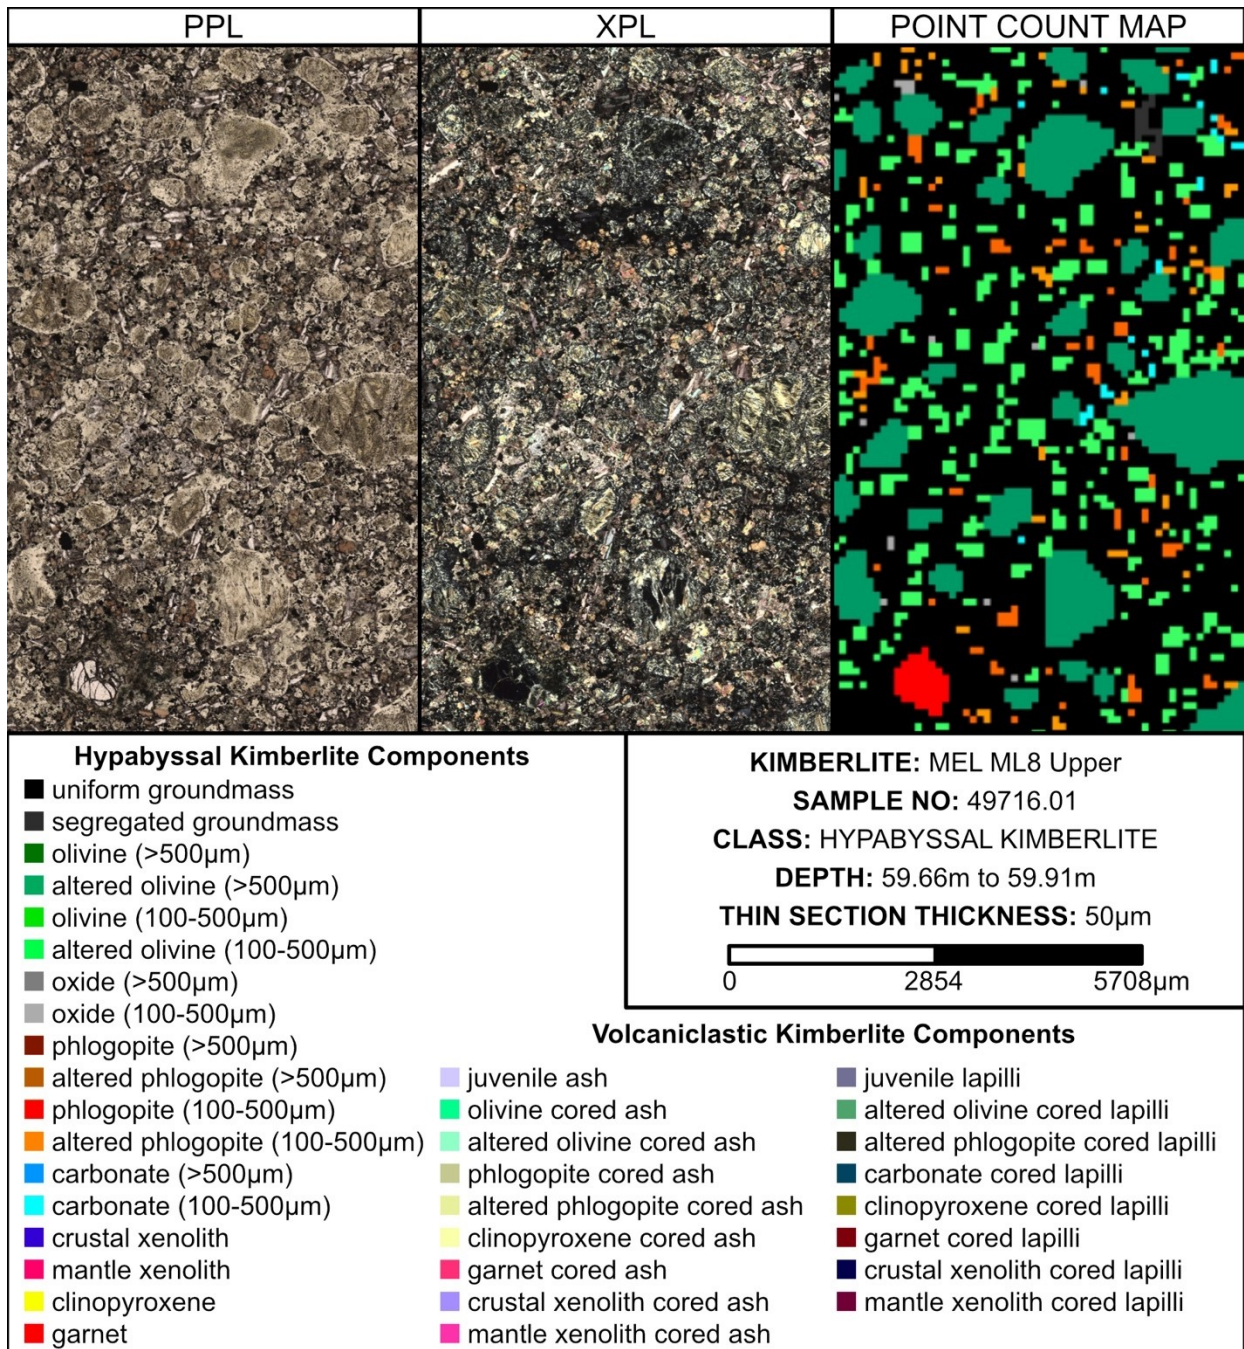 PPL
XPL
POINT COUNT MAP
Hypabyssal Kimberlite Components
uniform groundmass
segregated groundmass
olivine (>500µm)
altered olivine (>500µm)
olivine (100-500µm)
altered olivine (100-500µm)
oxide (>500µm)
oxide (100-500µm)
phlogopite (>500µm)
altered phlogopite (>500µm)
phlogopite (100-500µm)
altered phlogopite (100-500µm)
carbonate (>500µm)
carbonate (100-500µm)
crustal xenolith
mantle xenolith
clinopyroxene
garnet
KIMBERLITE: MEL ML8 Upper
SAMPLE NO: 49716.01
CLASS: HYPABYSSAL KIMBERLITE
DEPTH: 59.66m to 59.91m
THIN SECTION THICKNESS: 50µm
0 2854 5708µm
Volcaniclastic Kimberlite Components
juvenile ash
olivine cored ash
altered olivine cored ash
phlogopite cored ash
altered phlogopite cored ash
clinopyroxene cored ash
garnet cored ash
crustal xenolith cored ash
mantle xenolith cored ash
juvenile lapilli
altered olivine cored lapilli
altered phlogopite cored lapilli
carbonate cored lapilli
clinopyroxene cored lapilli
garnet cored lapilli
crustal xenolith cored lapilli
mantle xenolith cored lapilli